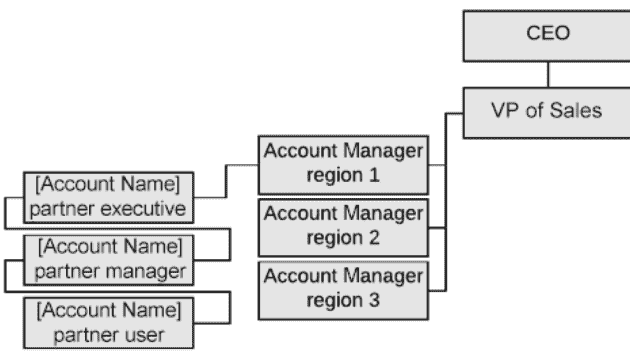 CEO
VP of Sales
Account Manager
region 1
Account Manager
region 2
Account Manager
region 3
[Account Name]
partner executive
[Account Name]
partner manager
[Account Name]
partner user